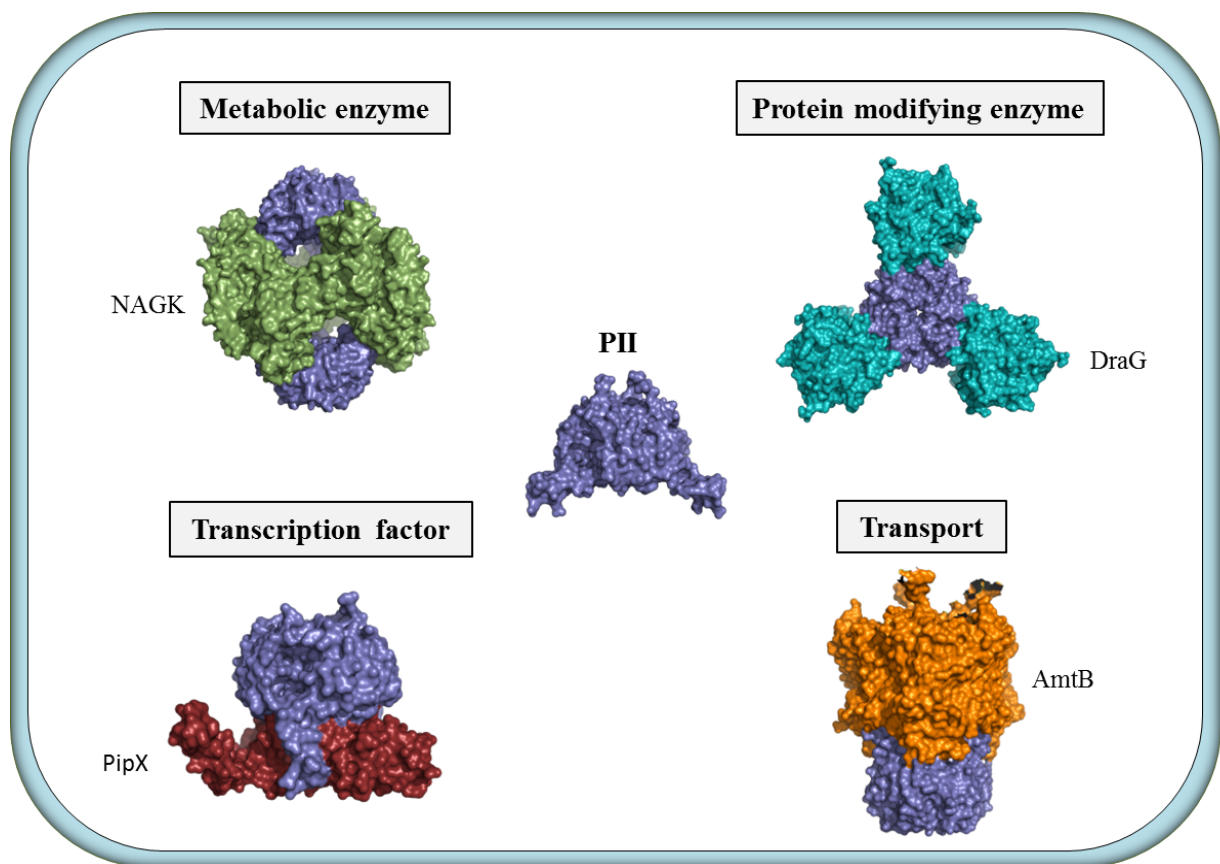 Metabolic enzyme
Protein modifying enzyme
NAGK
PII
DraG
Transcription factor
Transport
AmtB
PipX